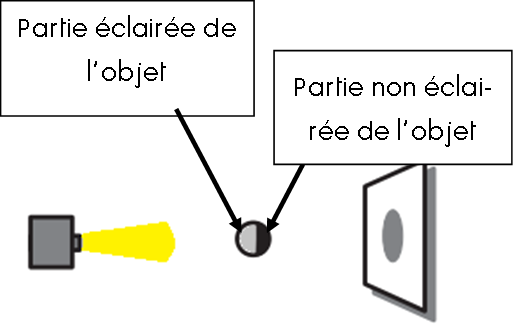 Partie éclairée de
l'objet
Partie non éclai-
rée de l'objet